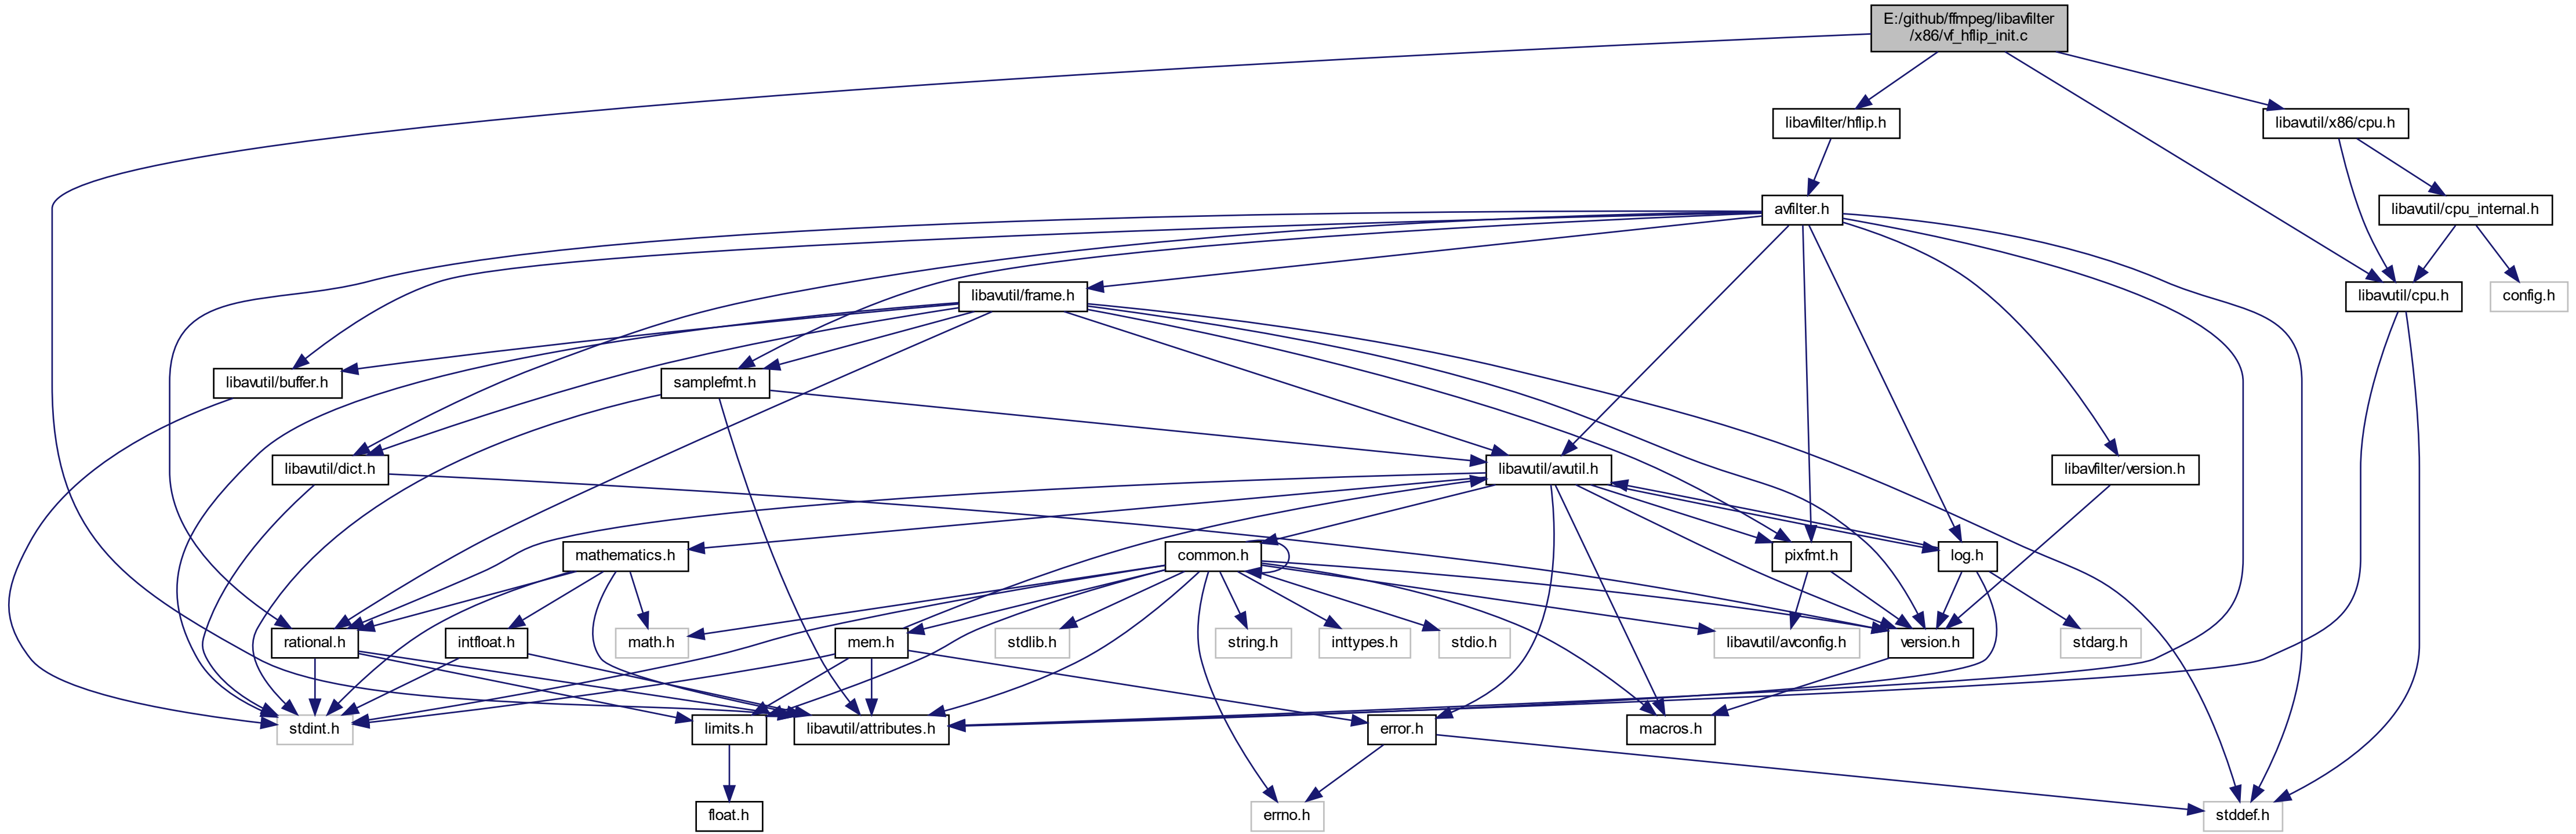 E:/github/ffmpeg/libavfilter
/x86/vf_hflip_init.c
libavfilter/hflip.h
libavutil/x86/cpu.h
avfilter.h
libavutil/cpu_internal.h
libavutil/frame.h
libavutil/cpu.h
config.h
libavutil/buffer.h
samplefmt.h
libavutil/dict.h
libavutil/avutil.h
libavfilter/version.h
mathematics.h
common.h
pixfmt.h
log.h
rational.h
intfloat.h
math.h
mem.h
stdlib.h
string.h
inttypes.h
stdio.h
libavutil/avconfig.h
version.h
stdarg.h
stdint.h
limits.h
libavutil/attributes.h
error.h
macros.h
float.h
errno.h
stddef.h